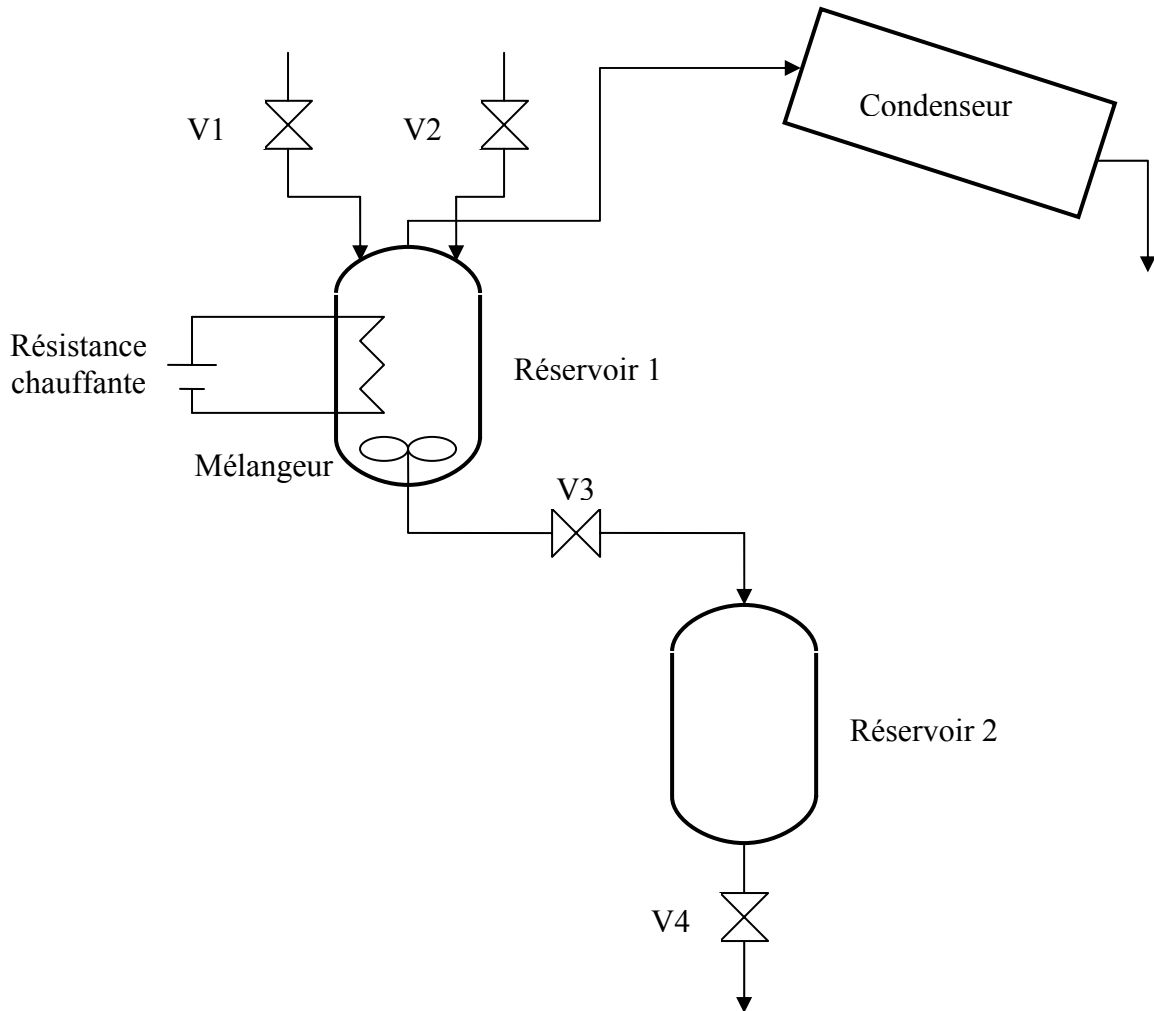 Condenseur
V1
V2
Résistance
chauffante
Réservoir 1
Mélangeur
V3
Réservoir 2
V4